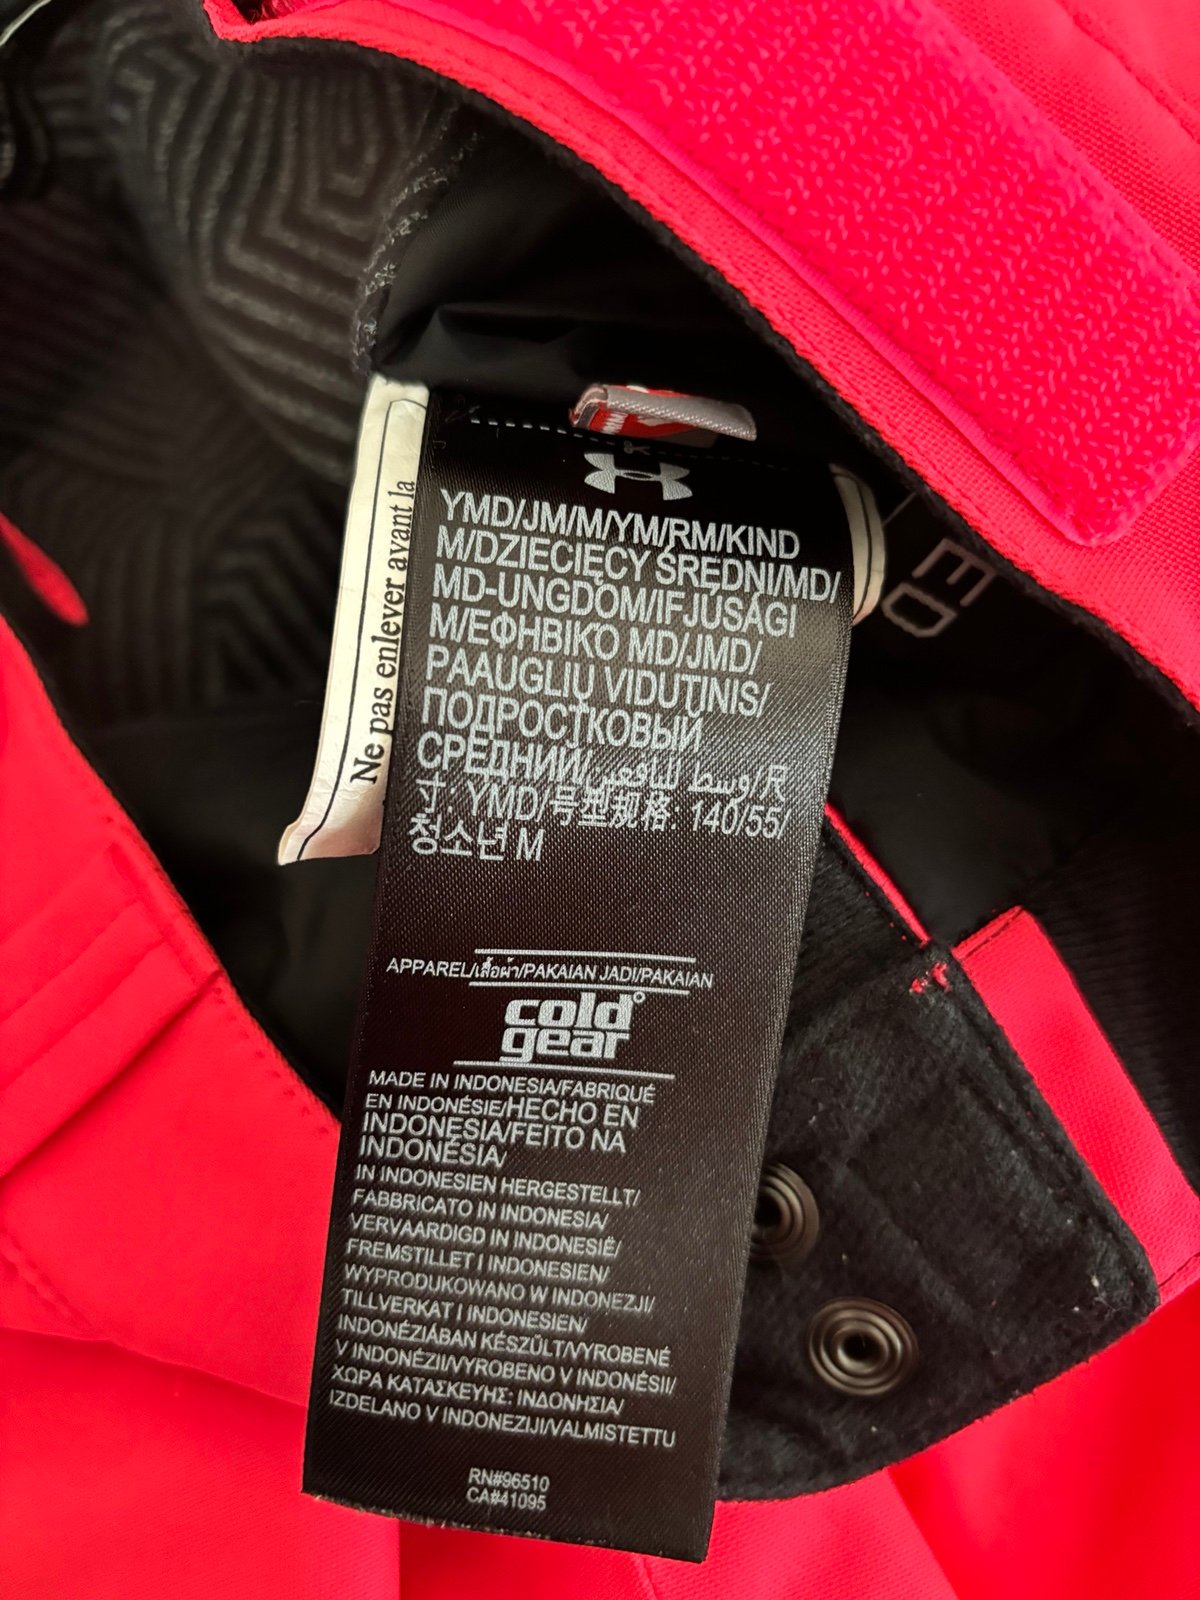 YMD/JM/M/YM/RM/KIND
M/DZIECIĘCY ŚREDNI/MD/
MD-UNGDOM/IFJÚSÁGI
M/ΕΦΗΒΙΚΌ MD/JMD/
PAAUGLIŲ VIDUTINIS/
ПОДРОСТКОВЫЙ
СРЕДНИЙ/وسط لليافعين/尺
寸: YMD/号型规格: 140/55/
청소년 M
APPAREL/เสื้อผ้า/PAKAIAN JADI/PAKAIAN
cold
gear
MADE IN INDONESIA/FABRIQUÉ
EN INDONÉSIE/HECHO EN
INDONESIA/FEITO NA
INDONÉSIA/
IN INDONESIEN HERGESTELLT/
FABBRICATO IN INDONESIA/
VERVAARDIGD IN INDONESIË/
FREMSTILLET I INDONESIEN/
WYPRODUKOWANO W INDONEZJI/
TILLVERKAT I INDONESIEN/
INDONÉZIÁBAN KÉSZÜLT/VYROBENÉ
V INDONÉZII/VYROBENO V INDONÉSII/
ΧΩΡΑ ΚΑΤΑΣΚΕΥΗΣ: ΙΝΔΟΝΗΣΙΑ/
IZDELANO V INDONEZIJI/VALMISTETTU
RN#96510
CA#41095
Ne pas enlever avant la